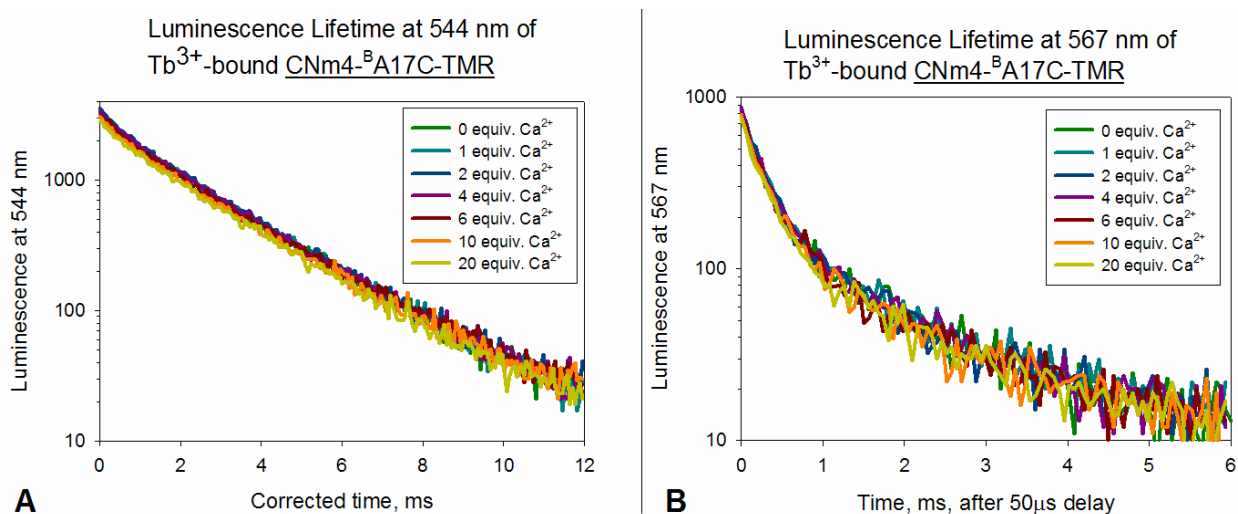 Luminescence Lifetime at 544 nm of
Tb³⁺-bound CNm4-ᴮA17C-TMR
Luminescence at 544 nm
1000
100
10
0 equiv. Ca²⁺
1 equiv. Ca²⁺
2 equiv. Ca²⁺
4 equiv. Ca²⁺
6 equiv. Ca²⁺
10 equiv. Ca²⁺
20 equiv. Ca²⁺
0 2 4 6 8 10 12
Corrected time, ms
A
Luminescence Lifetime at 567 nm of
Tb³⁺-bound CNm4-ᴮA17C-TMR
Luminescence at 567 nm
1000
100
10
0 equiv. Ca²⁺
1 equiv. Ca²⁺
2 equiv. Ca²⁺
4 equiv. Ca²⁺
6 equiv. Ca²⁺
10 equiv. Ca²⁺
20 equiv. Ca²⁺
0 1 2 3 4 5 6
Time, ms, after 50µs delay
B